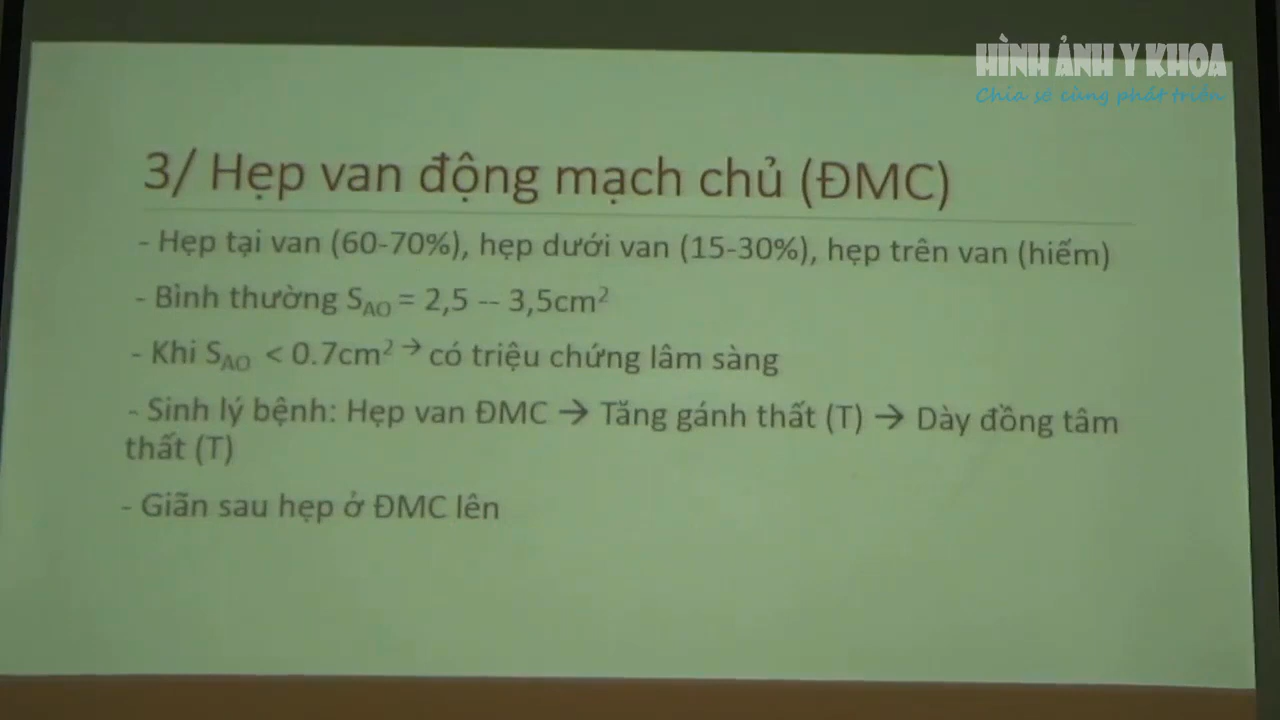 HÌNH ẢNH Y KHOA
Chia sẻ cùng phát triển
3/ Hẹp van động mạch chủ (ĐMC)
- Hẹp tại van (60-70%), hẹp dưới van (15-30%), hẹp trên van (hiếm)
- Bình thường S_AO = 2,5 -- 3,5cm²
- Khi S_AO < 0.7cm² → có triệu chứng lâm sàng
- Sinh lý bệnh: Hẹp van ĐMC → Tăng gánh thất (T) → Dày đồng tâm
thất (T)
- Giãn sau hẹp ở ĐMC lên